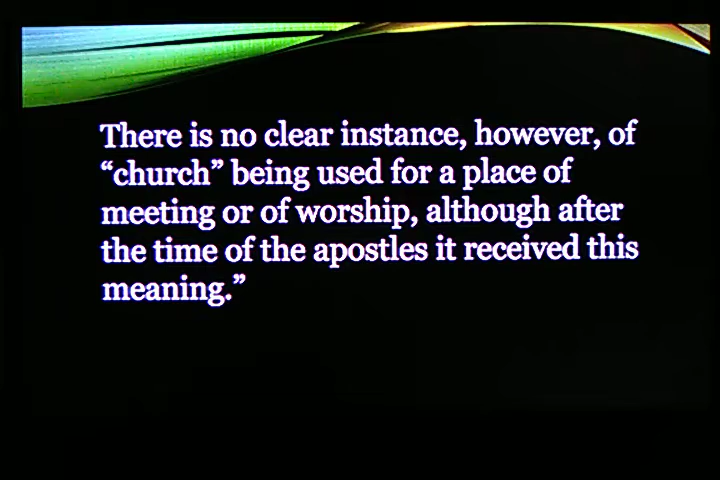 There is no clear instance, however, of
“church” being used for a place of
meeting or of worship, although after
the time of the apostles it received this
meaning.”